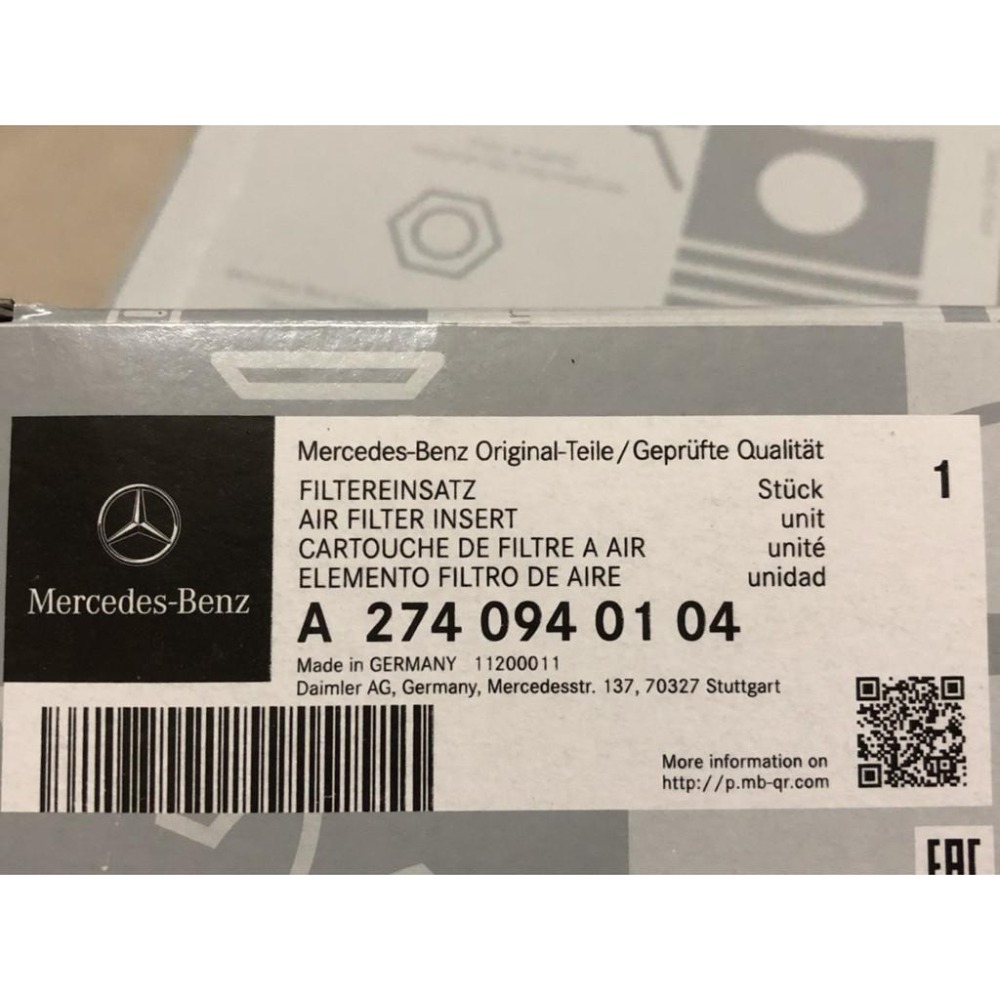 Mercedes-Benz Original-Teile/Geprüfte Qualität
1
FILTEREINSATZ Stück
AIR FILTER INSERT unit
CARTOUCHE DE FILTRE A AIR unité
ELEMENTO FILTRO DE AIRE unidad
Mercedes-Benz
A 274 094 01 04
Made in GERMANY 11200011
Daimler AG, Germany, Mercedesstr. 137, 70327 Stuttgart
More information on
http://p.mb-qr.com
EAC